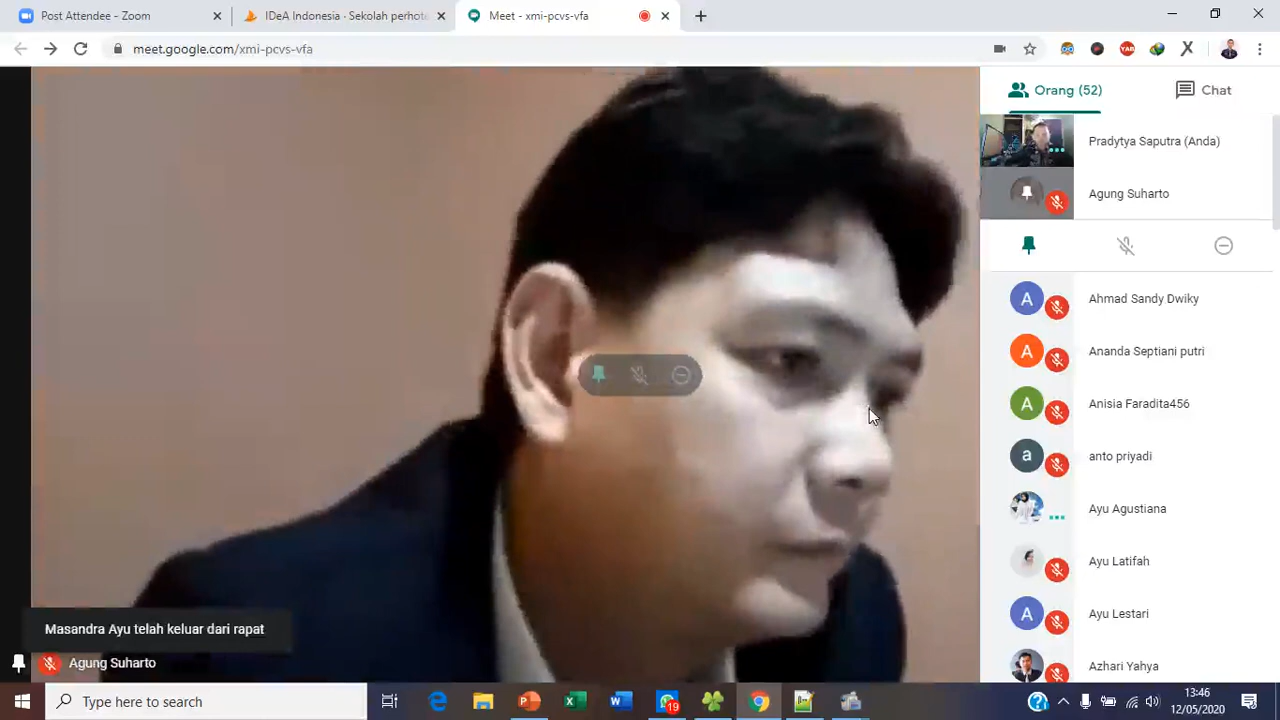 Post Attendee - Zoom
IDeA Indonesia · Sekolah perhote
Meet - xmi-pcvs-vfa
meet.google.com/xmi-pcvs-vfa
YAB
X
Orang (52)
Chat
Pradytya Saputra (Anda)
Agung Suharto
A
Ahmad Sandy Dwiky
A
Ananda Septiani putri
A
Anisia Faradita456
a
anto priyadi
Ayu Agustiana
Ayu Latifah
A
Ayu Lestari
Azhari Yahya
Masandra Ayu telah keluar dari rapat
Agung Suharto
Type here to search
19
13:46
12/05/2020